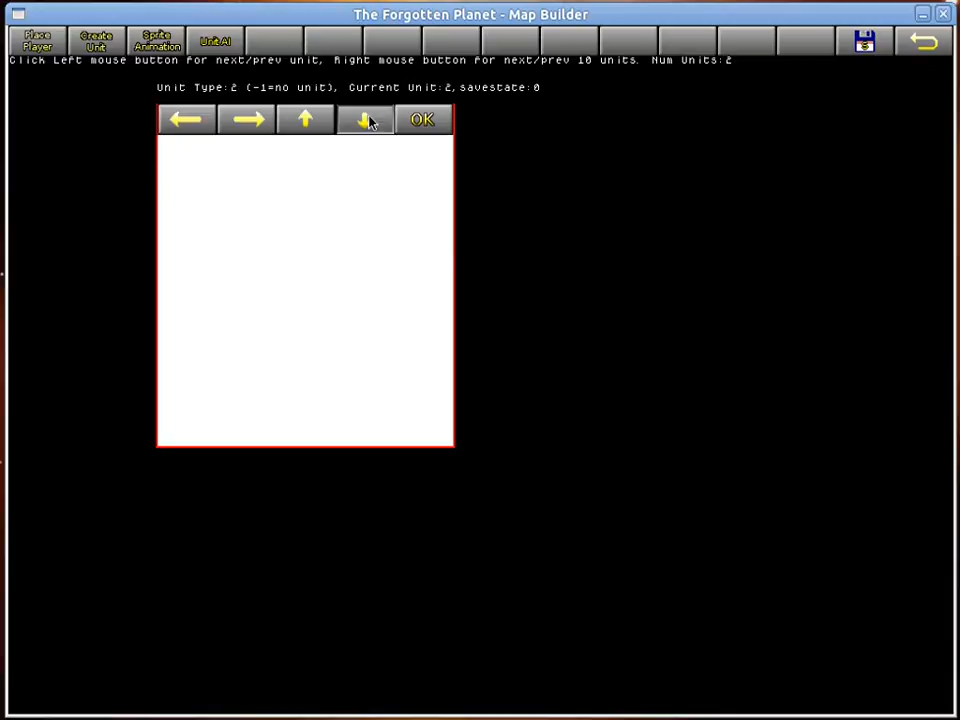 The Forgotten Planet - Map Builder
Place Player
Create Unit
Sprite Animation
Unit AI
Click Left mouse button for next/prev unit, Right mouse button for next/prev 10 units. Num Units:2
Unit Type:2 (-1=no unit), Current Unit:2,savestate:0
OK